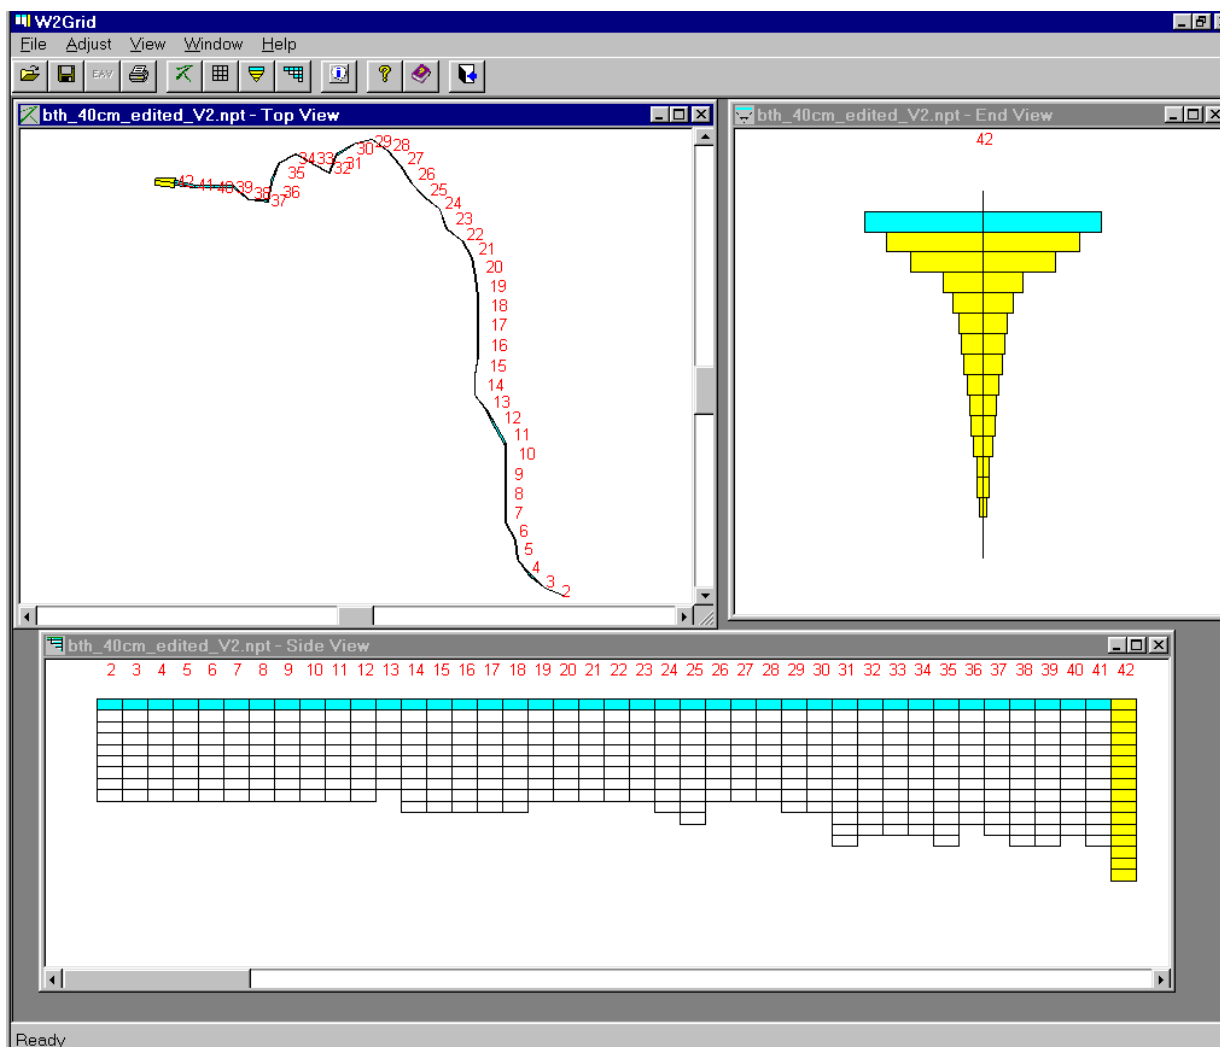 W2Grid
File Adjust View Window Help
EAV
bth_40cm_edited_V2.npt - Top View
42 41 40 39 38 37 36 35 34 33 32 31 30 29 28
27
26
25
24
23
22
21
20
19
18
17
16
15
14
13
12
11
10
9
8
7
6
5
4
3 2
bth_40cm_edited_V2.npt - End View
42
bth_40cm_edited_V2.npt - Side View
2 3 4 5 6 7 8 9 10 11 12 13 14 15 16 17 18 19 20 21 22 23 24 25 26 27 28 29 30 31 32 33 34 35 36 37 38 39 40 41 42
Ready